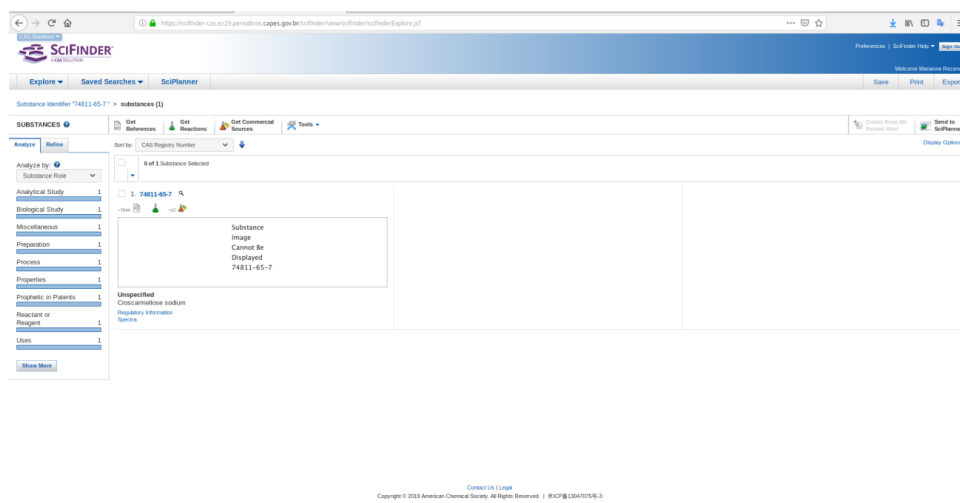 https://scifinder-cas.ez29.periodicos.capes.gov.br/scifinder/view/scifinder/scifinderExplore.jsf
CAS Solutions
SCIFINDER
A CAS SOLUTION
Preferences | SciFinder Help
Sign Ou
Welcome Marianne Rezen
Explore Saved Searches SciPlanner
Save Print Expor
Substance Identifier "74811-65-7 " > substances (1)
SUBSTANCES
Get References
Get Reactions
Get Commercial Sources
Tools
Create Keep Me Posted Alert
Send to SciPlanne
Analyze Refine
Sort by: CAS Registry Number
Display Option
Analyze by:
Substance Role
0 of 1 Substance Selected
Analytical Study 1
Biological Study 1
Miscellaneous 1
Preparation 1
Process 1
Properties 1
Prophetic in Patents 1
Reactant or
Reagent 1
Uses 1
Show More
1. 74811-65-7
Substance
Image
Cannot Be
Displayed
74811-65-7
Unspecified
Croscarmellose sodium
Regulatory Information
Spectra
Contact Us | Legal
Copyright © 2019 American Chemical Society. All Rights Reserved. | 京ICP备13047075号-3